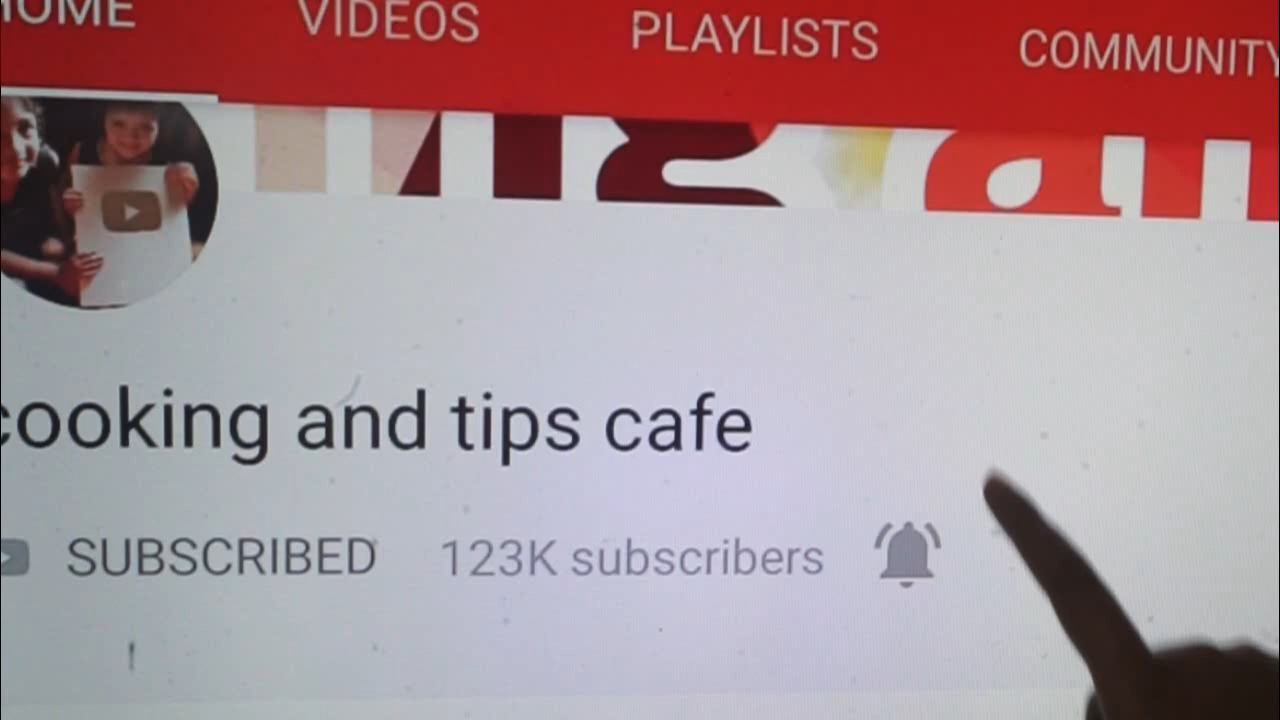 VIDEOS PLAYLISTS COMMUNITY
cooking and tips cafe
SUBSCRIBED 123K subscribers